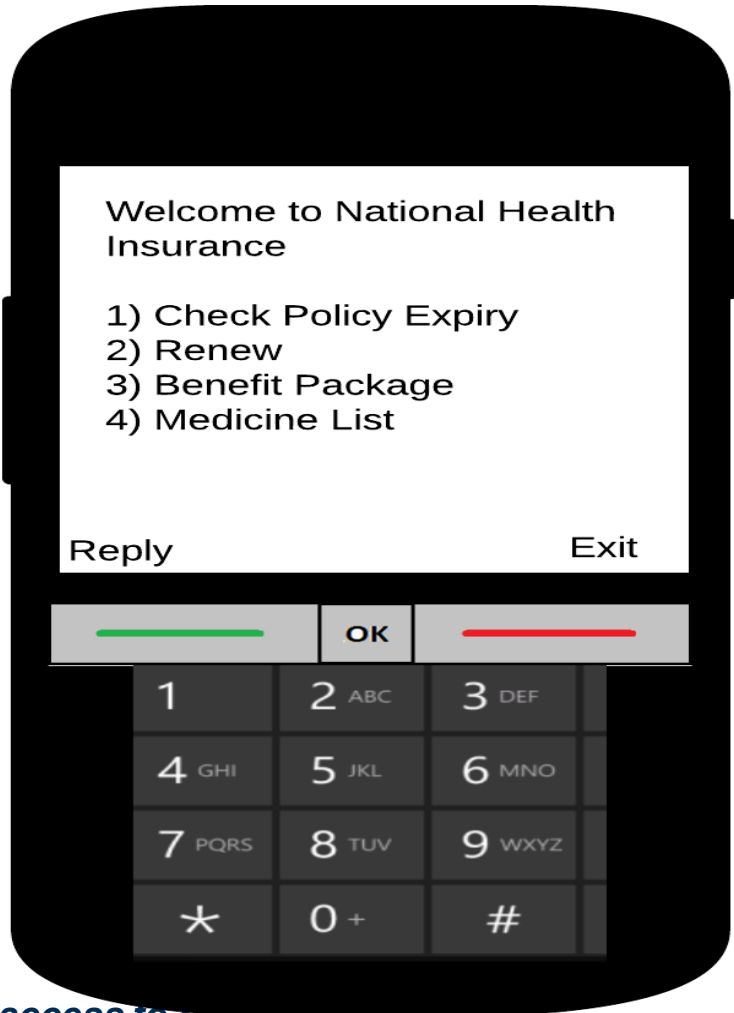 Welcome to National Health
Insurance
1) Check Policy Expiry
2) Renew
3) Benefit Package
4) Medicine List
Reply Exit
OK
1 2 ABC 3 DEF
4 GHI 5 JKL 6 MNO
7 PQRS 8 TUV 9 WXYZ
* 0 + #